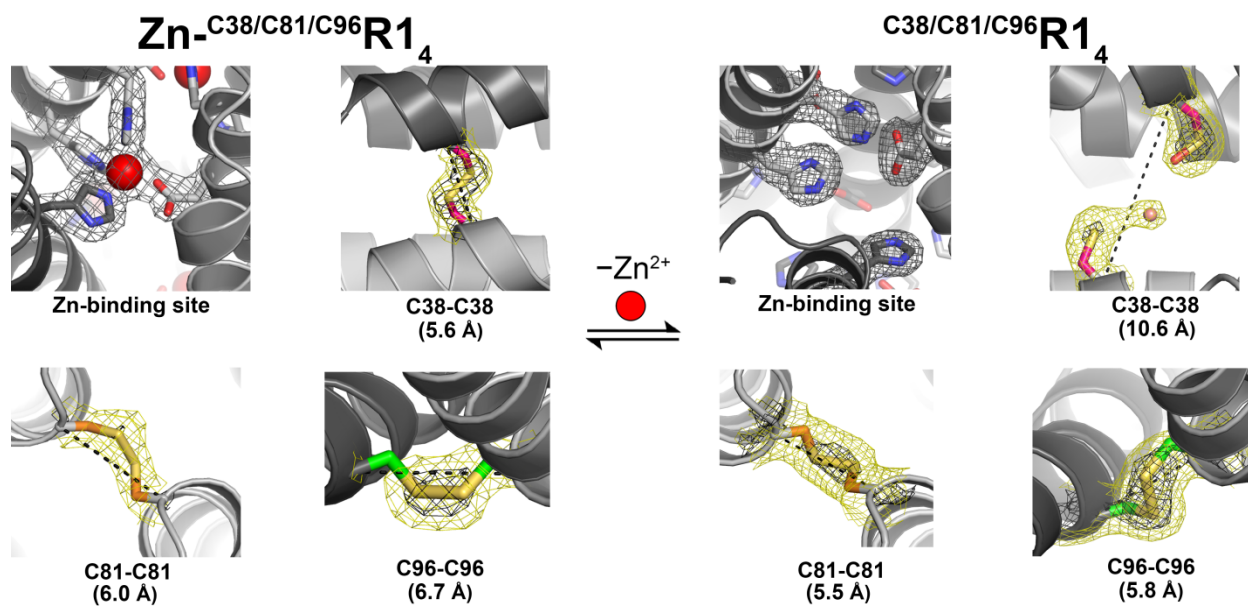 Zn-C38/C81/C96R14
C38/C81/C96R14
Zn-binding site
C38-C38
(5.6 Å)
−Zn2+
Zn-binding site
C38-C38
(10.6 Å)
C81-C81
(6.0 Å)
C96-C96
(6.7 Å)
C81-C81
(5.5 Å)
C96-C96
(5.8 Å)